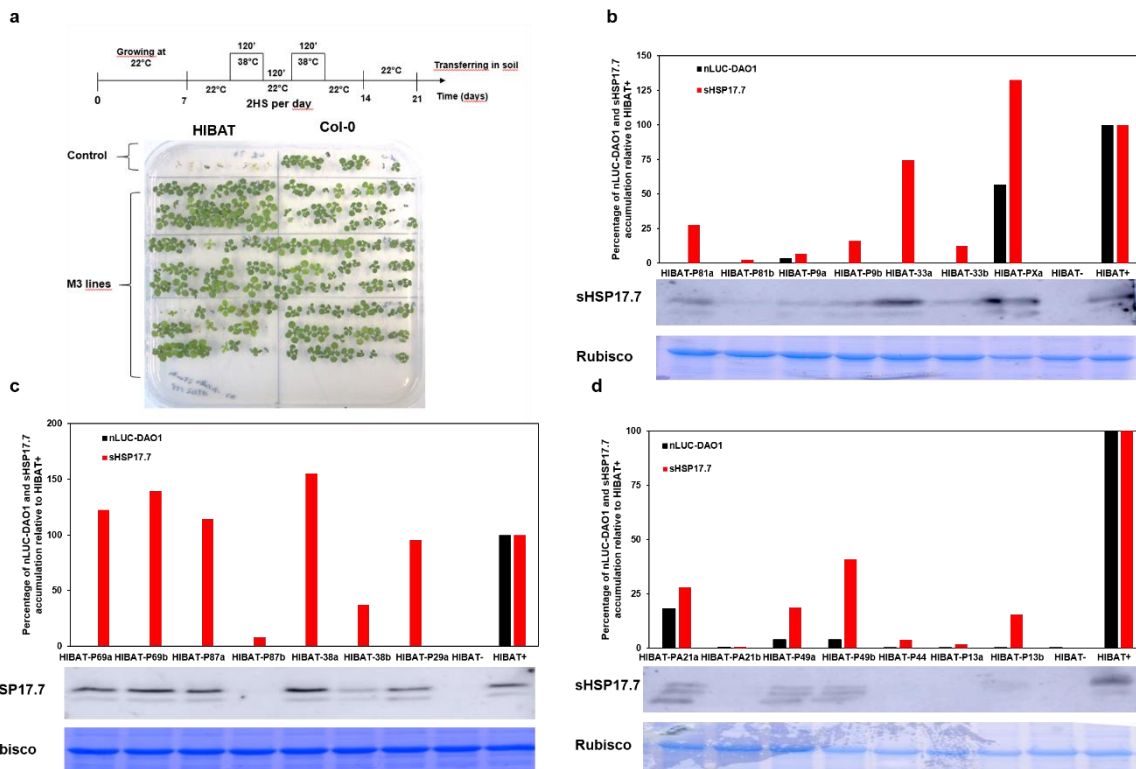 a
Growing at
22°C
120'
38°C
22°C
120'
22°C
120'
38°C
22°C
22°C
Transferring in soil
0
7
2HS per day
14
21
Time (days)
HIBAT
Col-0
Control
M3 lines
b
Percentage of nLUC-DAO1 and sHSP17.7
accumulation relative to HIBAT+
150
125
100
75
50
25
0
nLUC-DAO1
sHSP17.7
HIBAT-P81a HIBAT-P81b HIBAT-P9a HIBAT-P9b HIBAT-33a HIBAT-33b HIBAT-PXa HIBAT- HIBAT+
sHSP17.7
Rubisco
c
Percentage of nLUC-DAO1 and sHSP17.7
accumulation relative to HIBAT+
200
150
100
50
0
nLUC-DAO1
sHSP17.7
HIBAT-P69a HIBAT-P69b HIBAT-P87a HIBAT-P87b HIBAT-38a HIBAT-38b HIBAT-P29a HIBAT- HIBAT+
SP17.7
bisco
d
Percentage of nLUC-DAO1 and sHSP17.7
accumulation relative to HIBAT+
100
75
50
25
0
nLUC-DAO1
sHSP17.7
HIBAT-PA21a HIBAT-PA21b HIBAT-P49a HIBAT-P49b HIBAT-P44 HIBAT-P13a HIBAT-P13b HIBAT- HIBAT+
sHSP17.7
Rubisco